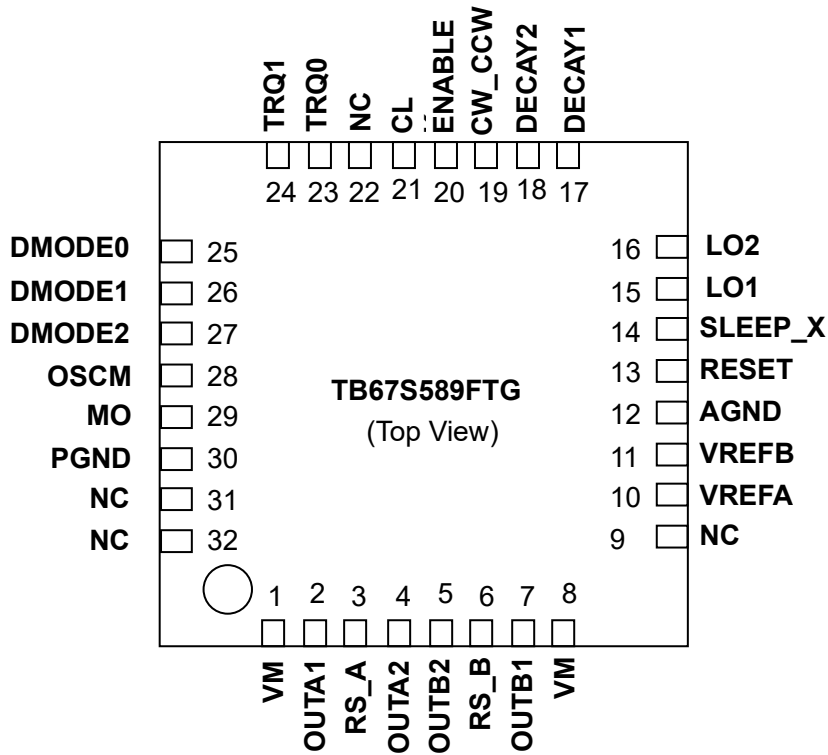 TRQ1
TRQ0
NC
CL
ENABLE
CW_CCW
DECAY2
DECAY1
24 23 22 21 20 19 18 17
DMODE0 25
DMODE1 26
DMODE2 27
OSCM 28
MO 29
PGND 30
NC 31
NC 32
TB67S589FTG
(Top View)
16 LO2
15 LO1
14 SLEEP_X
13 RESET
12 AGND
11 VREFB
10 VREFA
9 NC
1 2 3 4 5 6 7 8
VM
OUTA1
RS_A
OUTA2
OUTB2
RS_B
OUTB1
VM